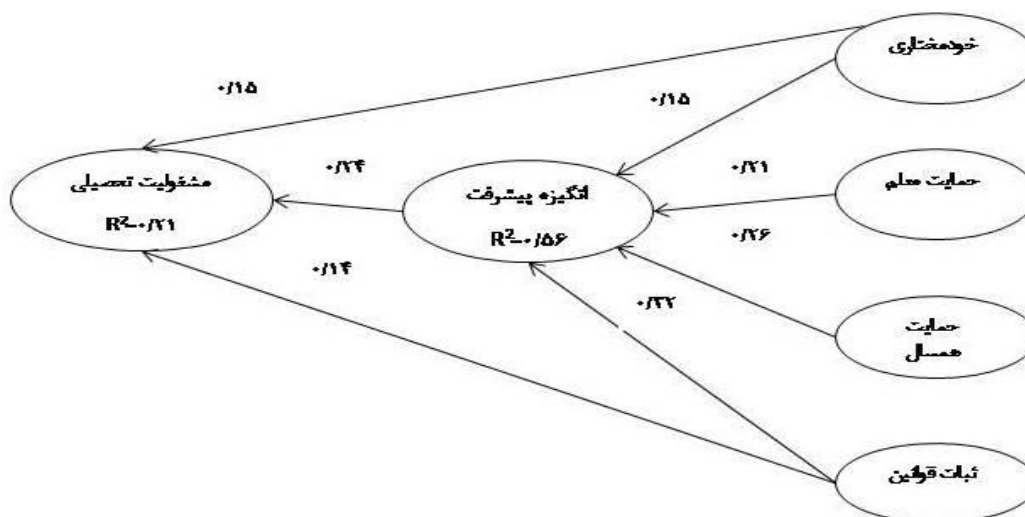 خودمختاری
۰/۱۵
۰/۱۵
حمایت معلم
۰/۲۱
۰/۲۴
مشغولیت تحصیلی
R²=۰/۲۱
انگیزه پیشرفت
R²=۰/۵۶
۰/۲۶
۰/۱۴
۰/۳۲
حمایت
همسال
ثبات قوانین